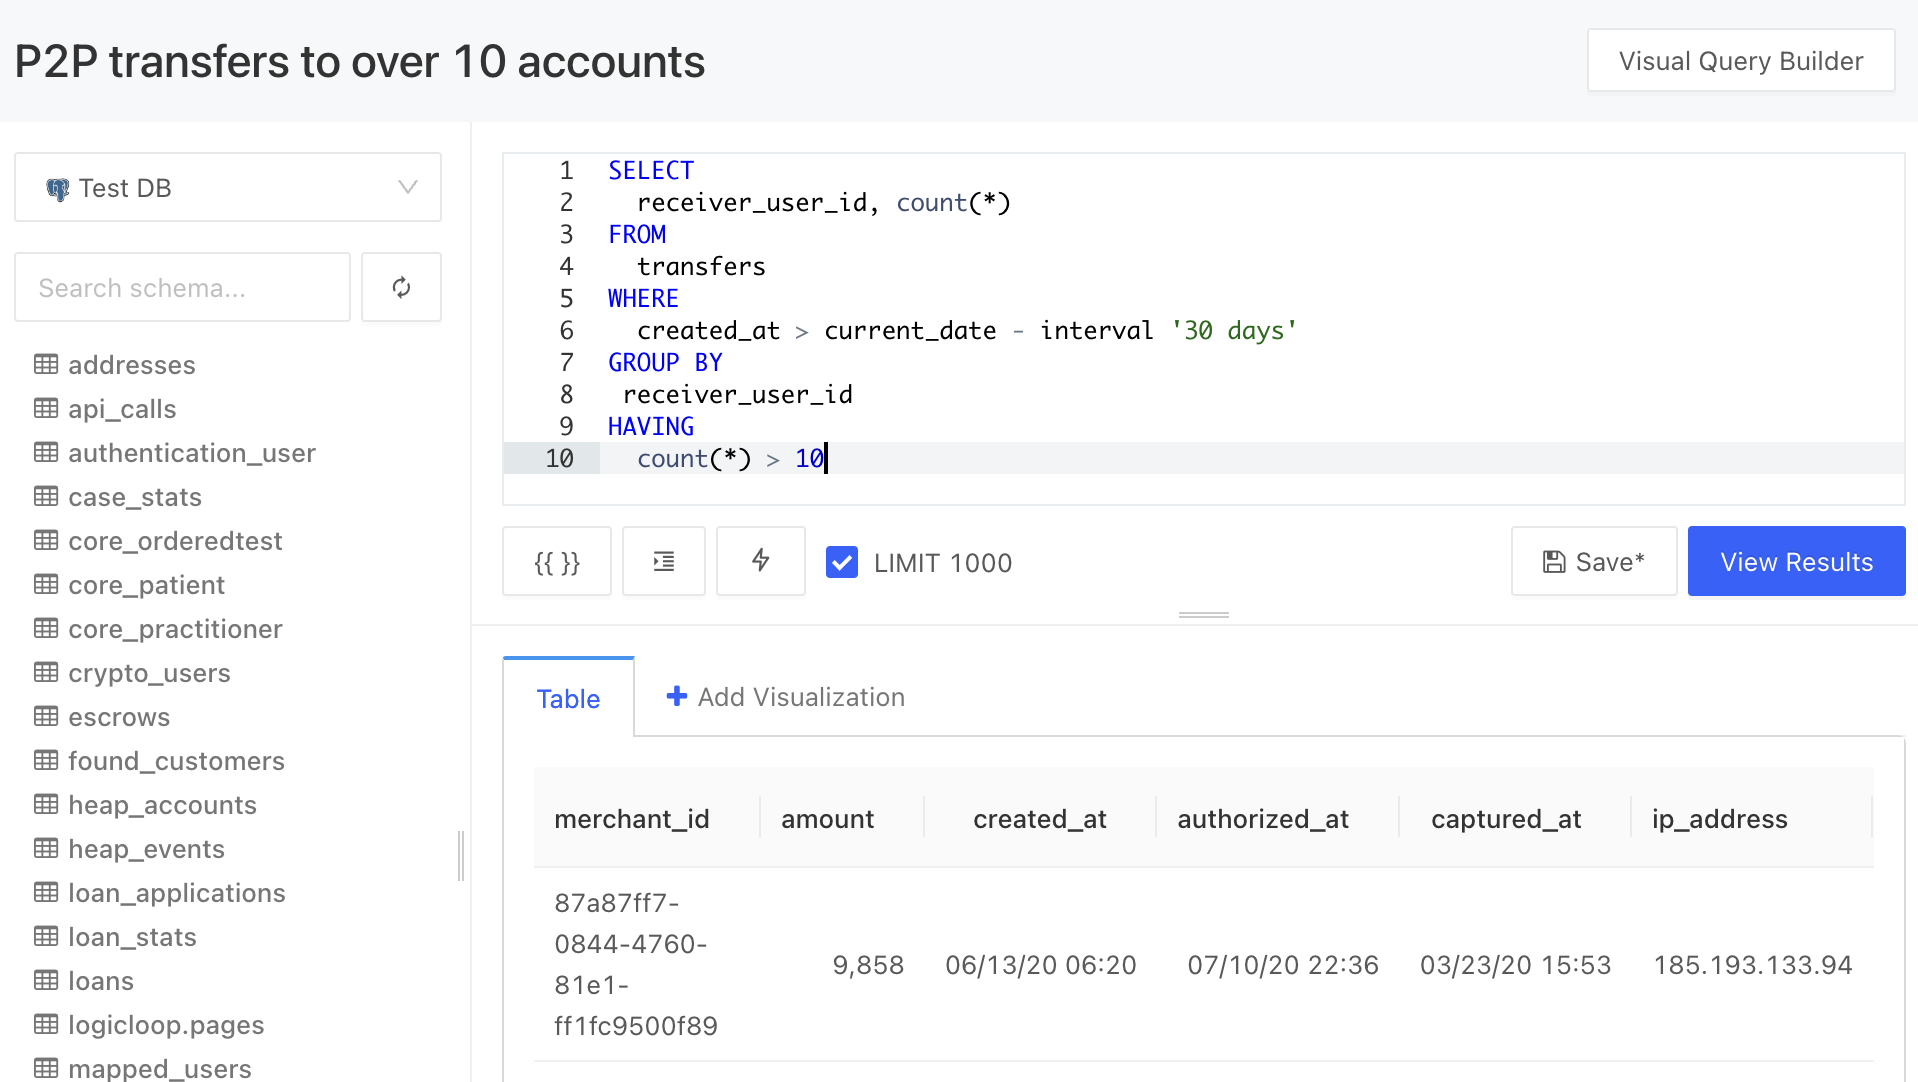 P2P transfers to over 10 accounts
Visual Query Builder
Test DB
Search schema...
addresses
api_calls
authentication_user
case_stats
core_orderedtest
core_patient
core_practitioner
crypto_users
escrows
found_customers
heap_accounts
heap_events
loan_applications
loan_stats
loans
logicloop.pages
mapped_users
1 SELECT
2 receiver_user_id, count(*)
3 FROM
4 transfers
5 WHERE
6 created_at > current_date - interval '30 days'
7 GROUP BY
8 receiver_user_id
9 HAVING
10 count(*) > 10
{{ }} LIMIT 1000 Save* View Results
Table Add Visualization
merchant_id amount created_at authorized_at captured_at ip_address
87a87ff7-
0844-4760-
81e1-
ff1fc9500f89
9,858 06/13/20 06:20 07/10/20 22:36 03/23/20 15:53 185.193.133.94